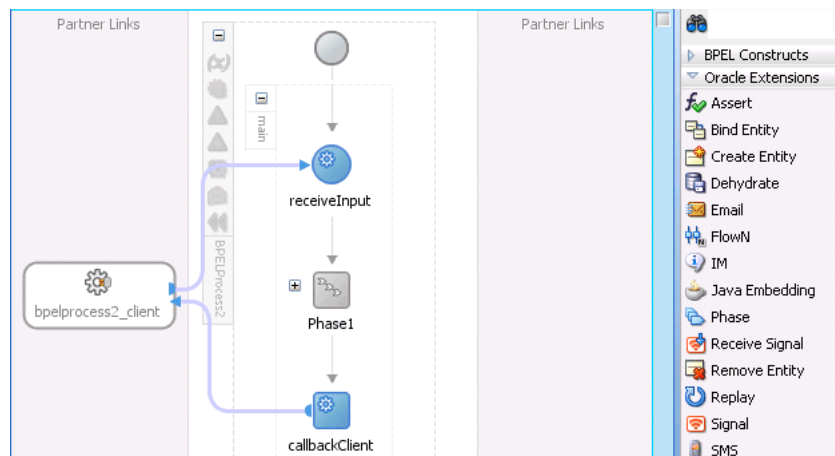 Partner Links
Partner Links
main
receiveInput
BPELProcess2
bpelprocess2_client
Phase1
callbackClient
BPEL Constructs
Oracle Extensions
Assert
Bind Entity
Create Entity
Dehydrate
Email
FlowN
IM
Java Embedding
Phase
Receive Signal
Remove Entity
Replay
Signal
SMS